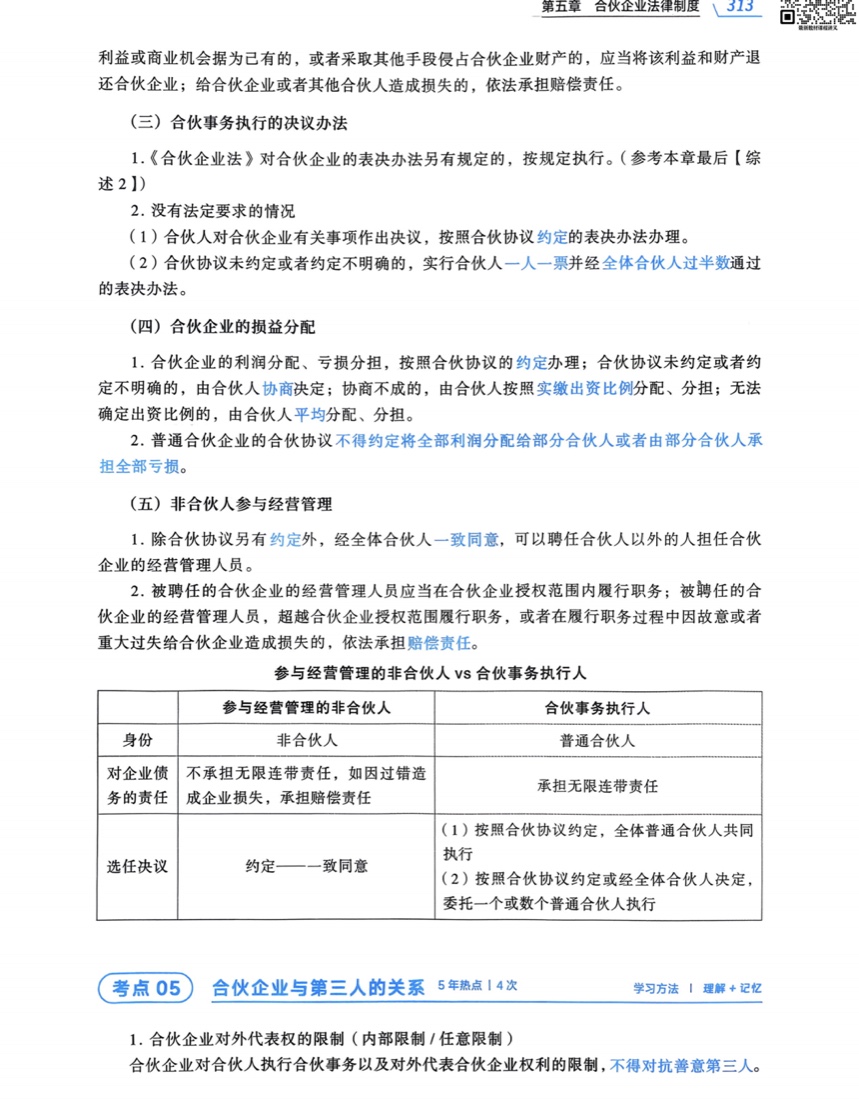 第五章 合伙企业法律制度 313
利益或商业机会据为己有的，或者采取其他手段侵占合伙企业财产的，应当将该利益和财产退
还合伙企业；给合伙企业或者其他合伙人造成损失的，依法承担赔偿责任。
（三）合伙事务执行的决议办法
1.《合伙企业法》对合伙企业的表决办法另有规定的，按规定执行。（参考本章最后【综
述2】）
2. 没有法定要求的情况
（1）合伙人对合伙企业有关事项作出决议，按照合伙协议约定的表决办法办理。
（2）合伙协议未约定或者约定不明确的，实行合伙人一人一票并经全体合伙人过半数通过
的表决办法。
（四）合伙企业的损益分配
1. 合伙企业的利润分配、亏损分担，按照合伙协议的约定办理；合伙协议未约定或者约
定不明确的，由合伙人协商决定；协商不成的，由合伙人按照实缴出资比例分配、分担；无法
确定出资比例的，由合伙人平均分配、分担。
2. 普通合伙企业的合伙协议不得约定将全部利润分配给部分合伙人或者由部分合伙人承
担全部亏损。
（五）非合伙人参与经营管理
1. 除合伙协议另有约定外，经全体合伙人一致同意，可以聘任合伙人以外的人担任合伙
企业的经营管理人员。
2. 被聘任的合伙企业的经营管理人员应当在合伙企业授权范围内履行职务；被聘任的合
伙企业的经营管理人员，超越合伙企业授权范围履行职务，或者在履行职务过程中因故意或者
重大过失给合伙企业造成损失的，依法承担赔偿责任。
参与经营管理的非合伙人 vs 合伙事务执行人
参与经营管理的非合伙人 合伙事务执行人
身份 非合伙人 普通合伙人
对企业债务的责任 不承担无限连带责任，如因过错造
成企业损失，承担赔偿责任 承担无限连带责任
选任决议 约定——一致同意 （1）按照合伙协议约定，全体普通合伙人共同
执行
（2）按照合伙协议约定或经全体合伙人决定，
委托一个或数个普通合伙人执行
考点 05 合伙企业与第三人的关系 5年热点 | 4次 学习方法 | 理解+记忆
1. 合伙企业对外代表权的限制（内部限制/任意限制）
合伙企业对合伙人执行合伙事务以及对外代表合伙企业权利的限制，不得对抗善意第三人。